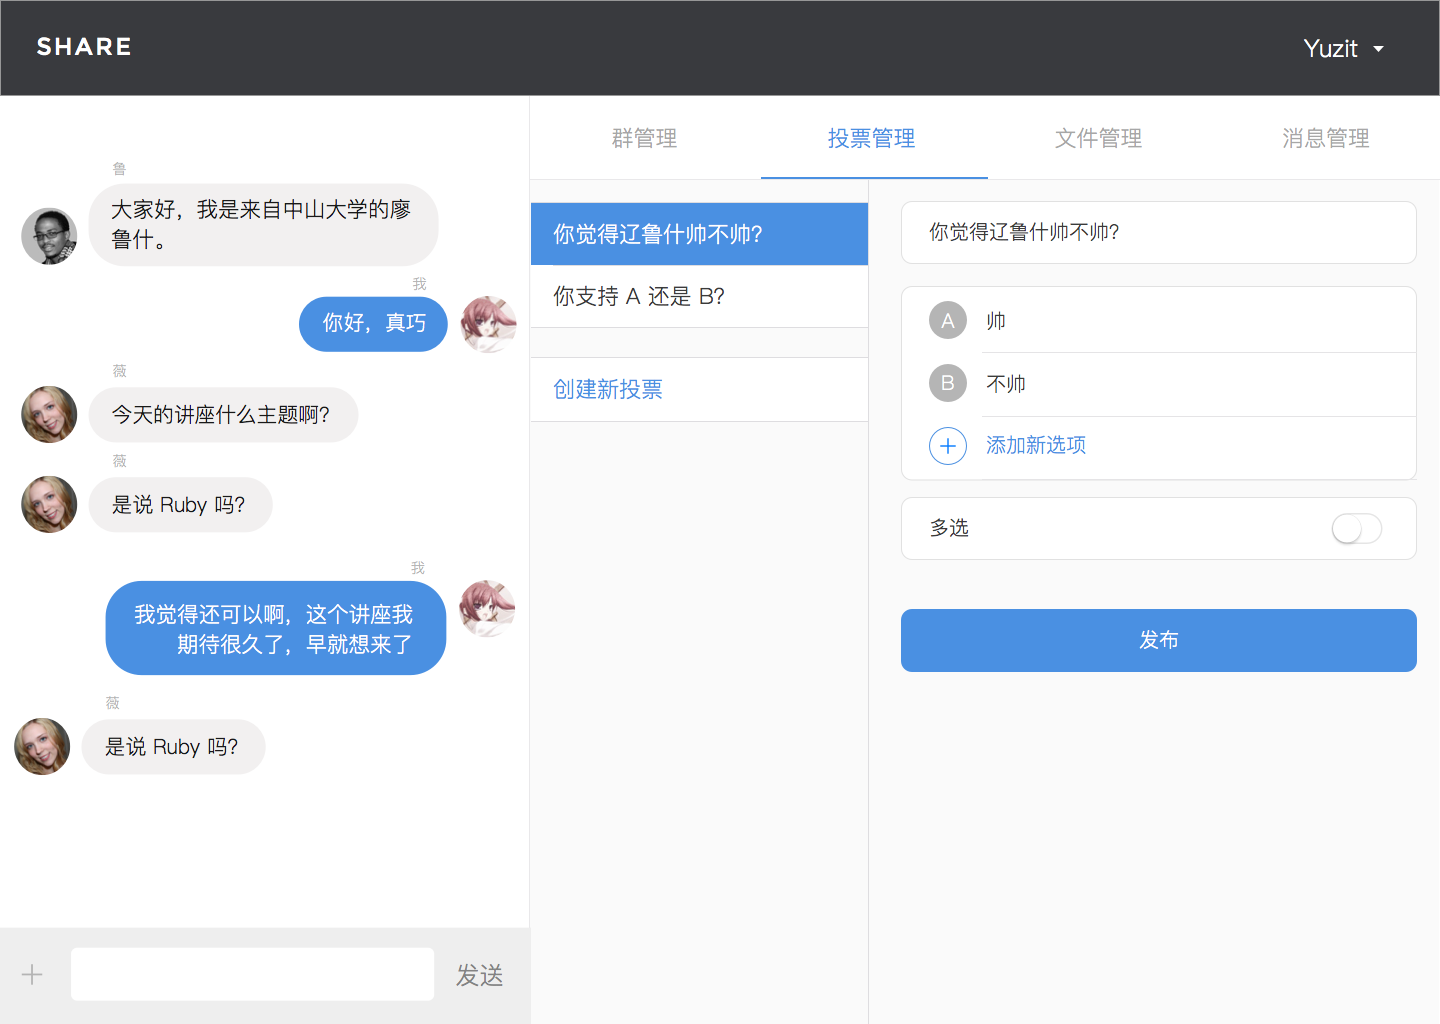 SHARE
Yuzit
鲁
大家好，我是来自中山大学的廖
鲁什。
我
你好，真巧
薇
今天的讲座什么主题啊？
薇
是说 Ruby 吗？
我
我觉得还可以啊，这个讲座我
期待很久了，早就想来了
薇
是说 Ruby 吗？
发送
群管理
投票管理
文件管理
消息管理
你觉得辽鲁什帅不帅？
你支持 A 还是 B？
创建新投票
你觉得辽鲁什帅不帅？
A 帅
B 不帅
添加新选项
多选
发布